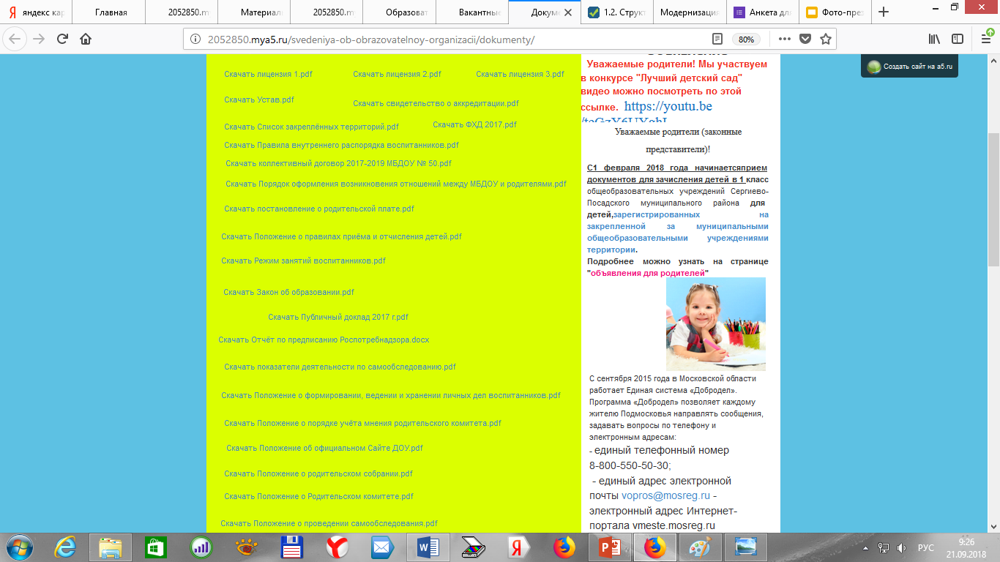 яндекс кар
Главная
2052850.my
Материал
2052850.my
Образоват
Вакантные
Докуме
1.2. Структ
Модернизация
Анкета для
Фото-през
2052850.mya5.ru/svedeniya-ob-obrazovatelnoy-organizacii/dokumenty/
80%
Скачать лицензия 1.pdf
Скачать лицензия 2.pdf
Скачать лицензия 3.pdf
Скачать Устав.pdf
Скачать свидетельство о аккредитации.pdf
Скачать Список закреплённых территорий.pdf
Скачать ФХД 2017.pdf
Скачать Правила внутреннего распорядка воспитанников.pdf
Скачать коллективный договор 2017-2019 МБДОУ № 50.pdf
Скачать Порядок оформления возникновения отношений между МБДОУ и родителями.pdf
Скачать постановление о родительской плате.pdf
Скачать Положение о правилах приёма и отчисления детей.pdf
Скачать Режим занятий воспитанников.pdf
Скачать Закон об образовании.pdf
Скачать Публичный доклад.2017 г.pdf
Скачать Отчёт по предписанию Роспотребнадзора.docx
Скачать показатели деятельности по самообследованию.pdf
Скачать Положение о формировании, ведении и хранении личных дел воспитанников.pdf
Скачать Положение о порядке учёта мнения родительского комитета.pdf
Скачать Положение об официальном Сайте ДОУ.pdf
Скачать Положение о родительском собрании.pdf
Скачать Положение о Родительском комитете.pdf
Скачать Положение о проведении самообследования.pdf
Уважаемые родители! Мы участвуем
в конкурсе "Лучший детский сад"
видео можно посмотреть по этой
ссылке. https://youtu.be
Уважаемые родители (законные
представители)!
С1 февраля 2018 года начинаетсяприем
документов для зачисления детей в 1 класс
общеобразовательных учреждений Сергиево-
Посадского муниципального района для
детей,зарегистрированных на
закрепленной за муниципальными
общеобразовательными учреждениями
территории.
Подробнее можно узнать на странице
"объявления для родителей"
С сентября 2015 года в Московской области
работает Единая система «Добродел».
Программа «Добродел» позволяет каждому
жителю Подмосковья направлять сообщения,
задавать вопросы по телефону и
электронным адресам:
- единый телефонный номер
8-800-550-50-30;
- единый адрес электронной
почты vopros@mosreg.ru -
электронный адрес Интернет-
портала vmeste.mosreg.ru
Создать сайт на a5.ru
РУС
9:26
21.09.2018